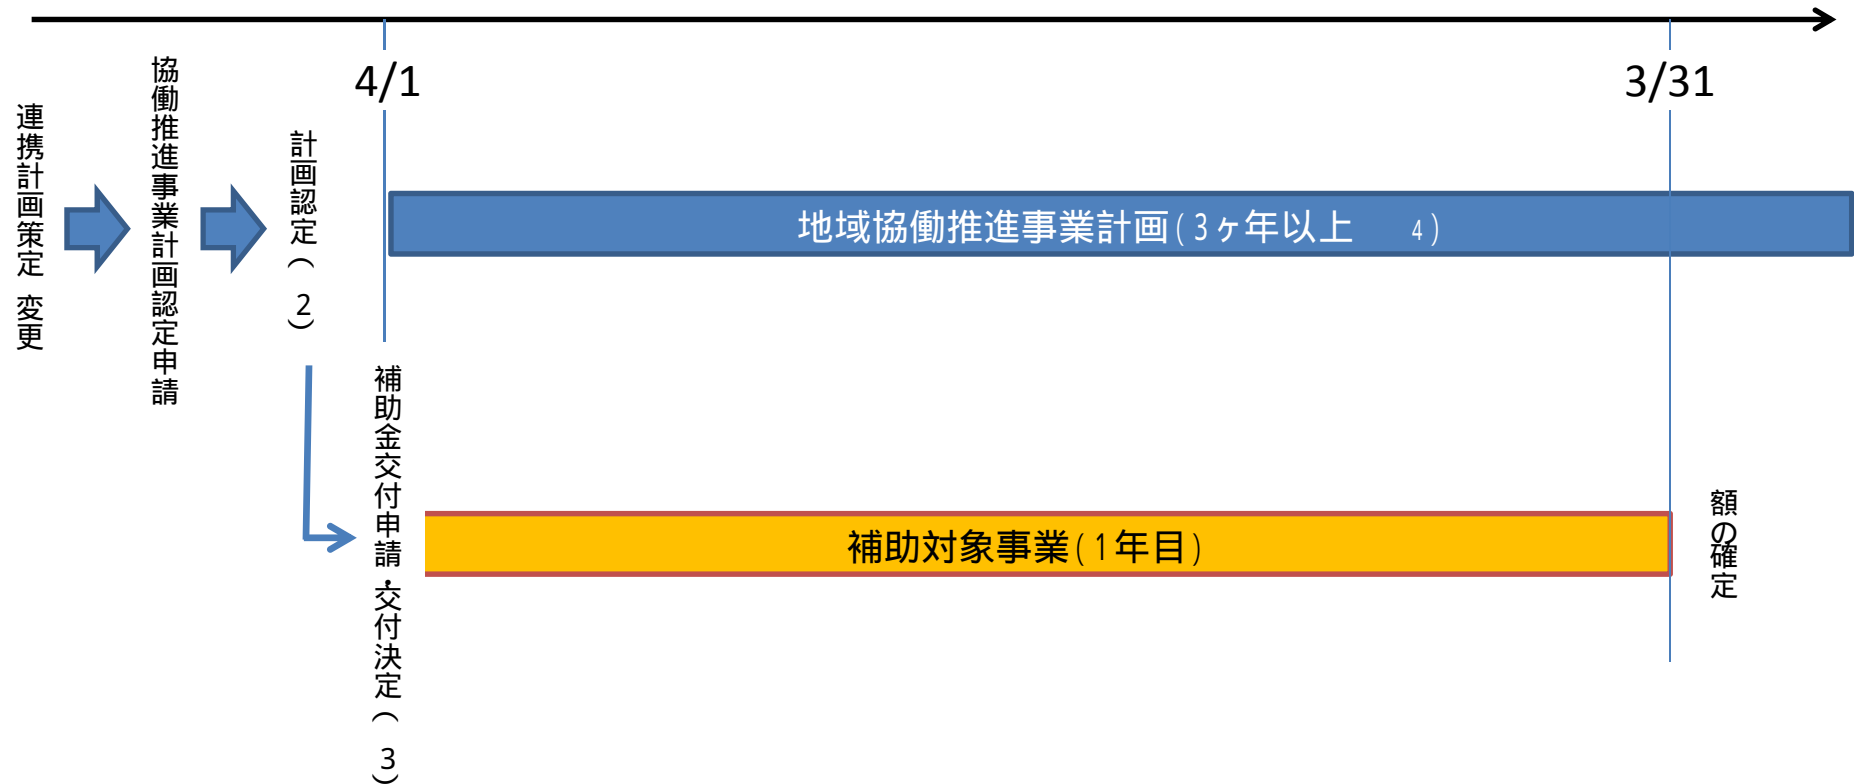 4/1
3/31
連携計画策定 変更
協働推進事業計画認定申請
計画認定( 2)
地域協働推進事業計画(3ヶ年以上 4)
補助金交付申請・交付決定( 3)
補助対象事業(1年目)
額の確定